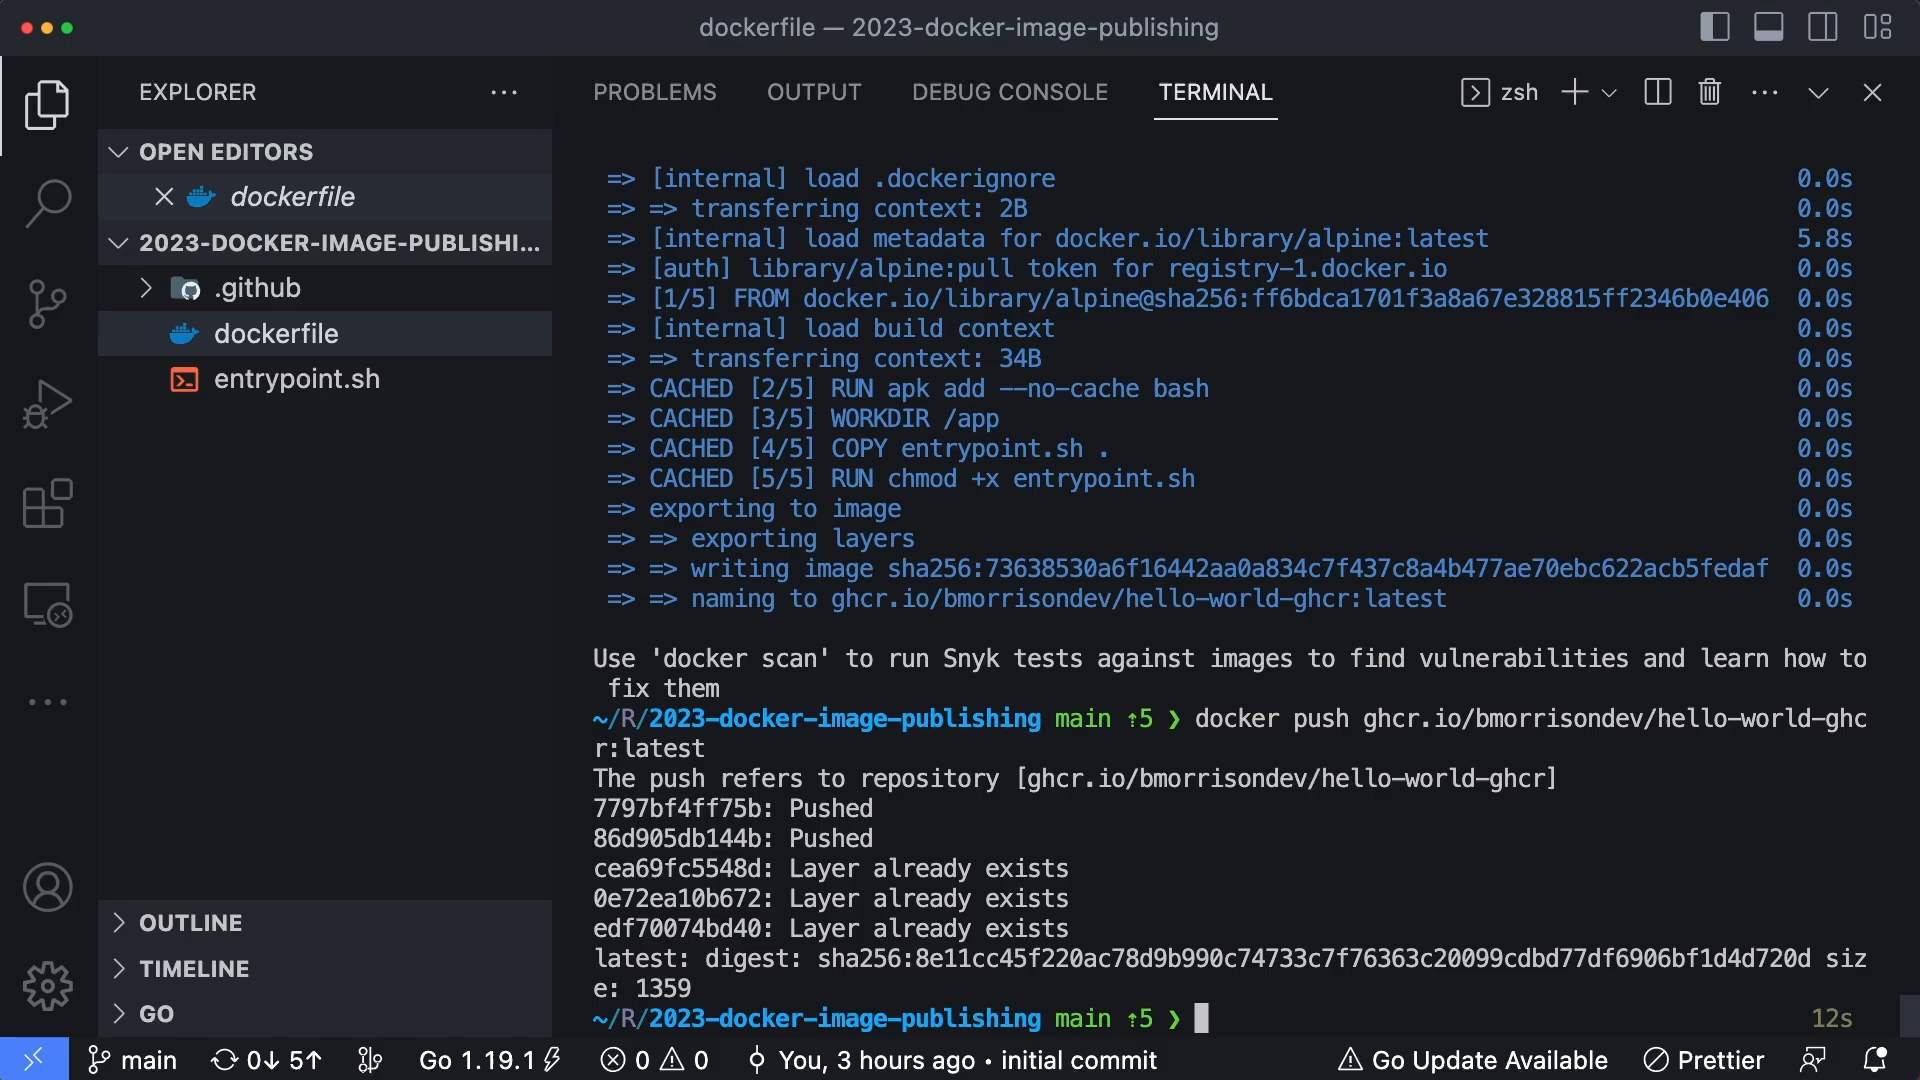 dockerfile — 2023-docker-image-publishing
EXPLORER
OPEN EDITORS
dockerfile
2023-DOCKER-IMAGE-PUBLISHI...
.github
dockerfile
entrypoint.sh
OUTLINE
TIMELINE
GO
PROBLEMS OUTPUT DEBUG CONSOLE TERMINAL zsh
=> [internal] load .dockerignore 0.0s
=> => transferring context: 2B 0.0s
=> [internal] load metadata for docker.io/library/alpine:latest 5.8s
=> [auth] library/alpine:pull token for registry-1.docker.io 0.0s
=> [1/5] FROM docker.io/library/alpine@sha256:ff6bdca1701f3a8a67e328815ff2346b0e406 0.0s
=> [internal] load build context 0.0s
=> => transferring context: 34B 0.0s
=> CACHED [2/5] RUN apk add --no-cache bash 0.0s
=> CACHED [3/5] WORKDIR /app 0.0s
=> CACHED [4/5] COPY entrypoint.sh . 0.0s
=> CACHED [5/5] RUN chmod +x entrypoint.sh 0.0s
=> exporting to image 0.0s
=> => exporting layers 0.0s
=> => writing image sha256:73638530a6f16442aa0a834c7f437c8a4b477ae70ebc622acb5fedaf 0.0s
=> => naming to ghcr.io/bmorrisondev/hello-world-ghcr:latest 0.0s
Use 'docker scan' to run Snyk tests against images to find vulnerabilities and learn how to
fix them
~/R/2023-docker-image-publishing main ⇡5 ❯ docker push ghcr.io/bmorrisondev/hello-world-ghc
r:latest
The push refers to repository [ghcr.io/bmorrisondev/hello-world-ghcr]
7797bf4ff75b: Pushed
86d905db144b: Pushed
cea69fc5548d: Layer already exists
0e72ea10b672: Layer already exists
edf70074bd40: Layer already exists
latest: digest: sha256:8e11cc45f220ac78d9b990c74733c7f76363c20099cdbd77df6906bf1d4d720d siz
e: 1359
~/R/2023-docker-image-publishing main ⇡5 ❯ 12s
main 0↓ 5↑ Go 1.19.1 0 0 You, 3 hours ago • initial commit Go Update Available Prettier